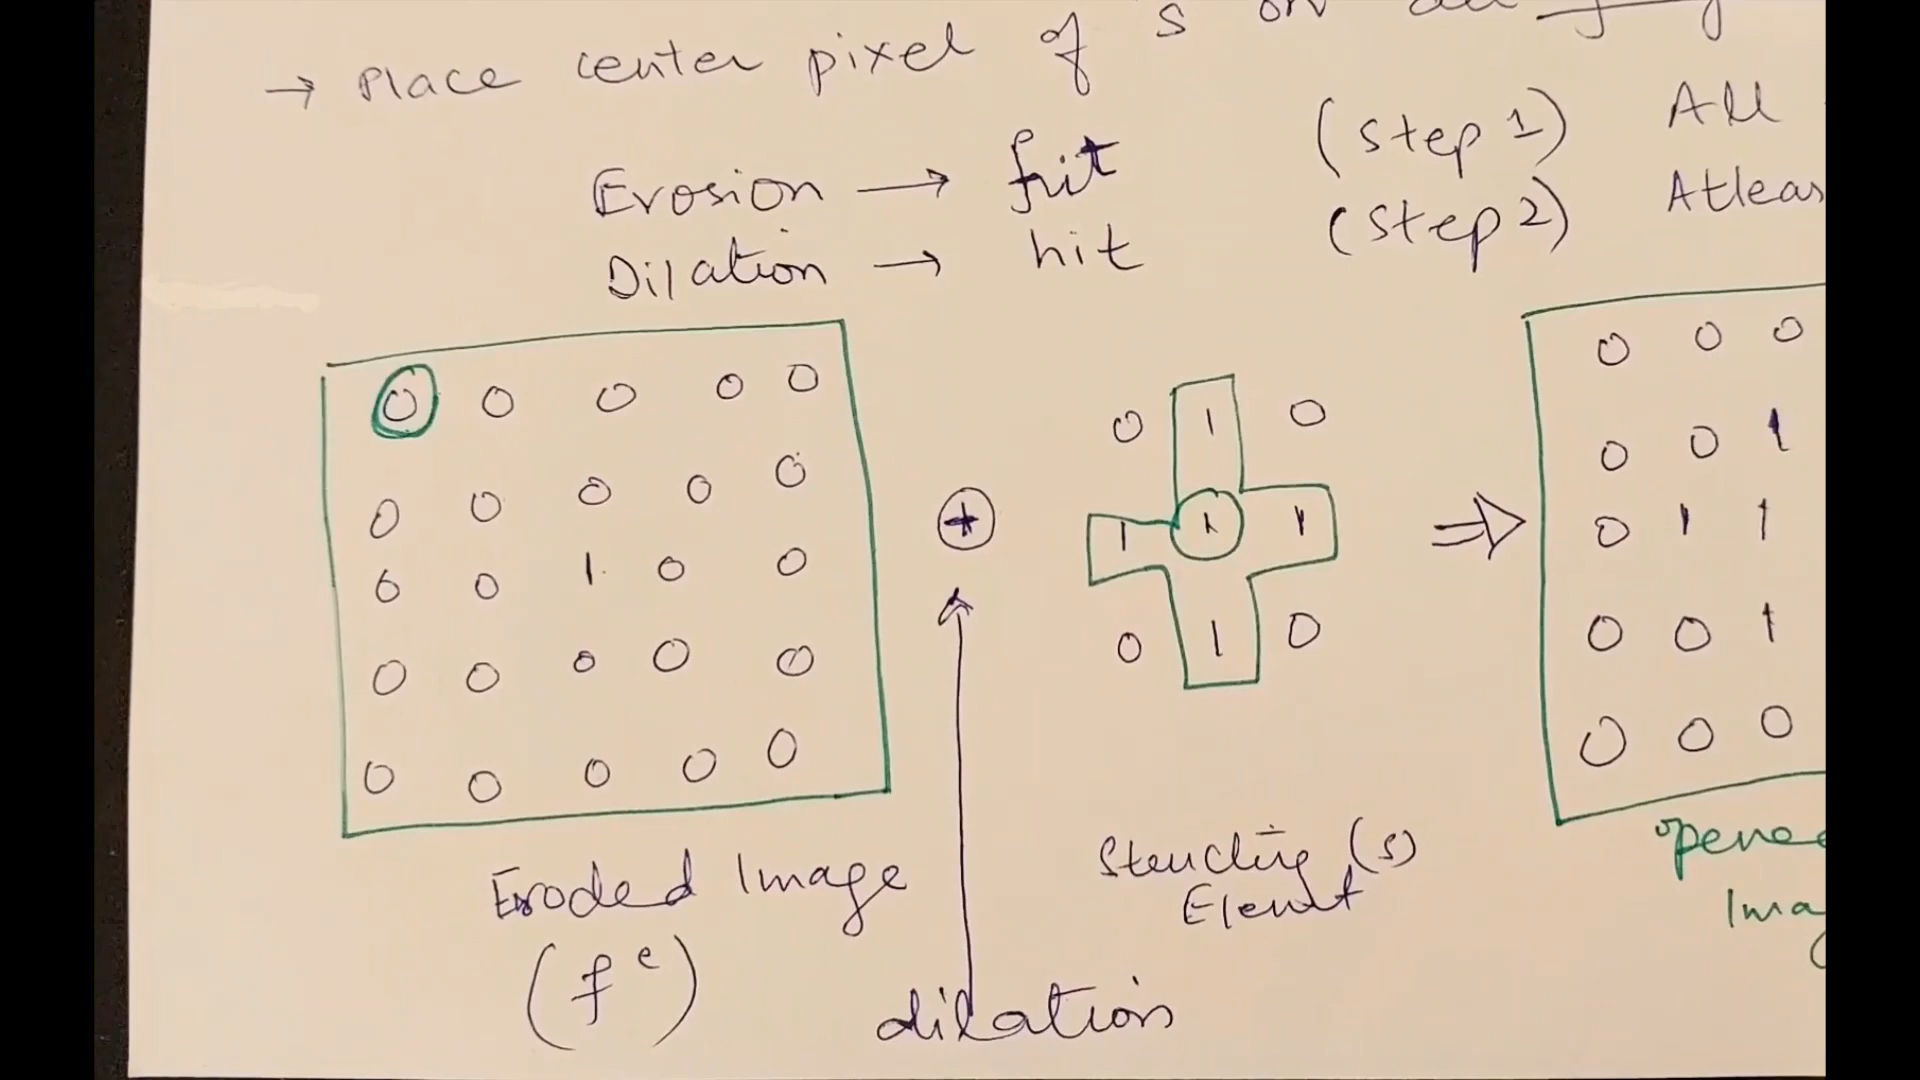 → Place center pixel of s on
Erosion → fit (step 1) All
Dilation → hit (step 2) Atleas
0 0 0 0 0
0 0 0 0 0
0 0 1 0 0
0 0 0 0 0
0 0 0 0 0
+
0 1 0
1 1 1
0 1 0
⇒
0 0 0
0 0 1
0 1 1
0 0 1
0 0 0
Eroded Image
(f e)
Structing (s)
Elemt
opene
Ima
dilation